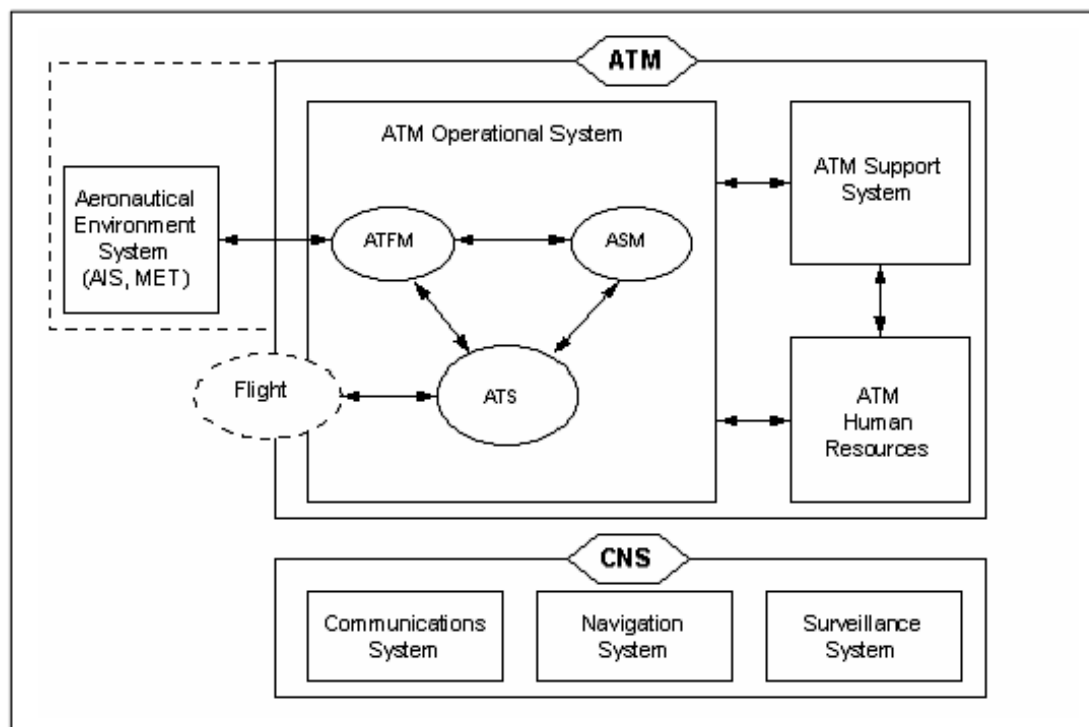 ATM
ATM Operational System
ATM Support
System
Aeronautical
Environment
System
(AIS, MET)
ATFM
ASM
Flight
ATS
ATM
Human
Resources
CNS
Communications
System
Navigation
System
Surveillance
System